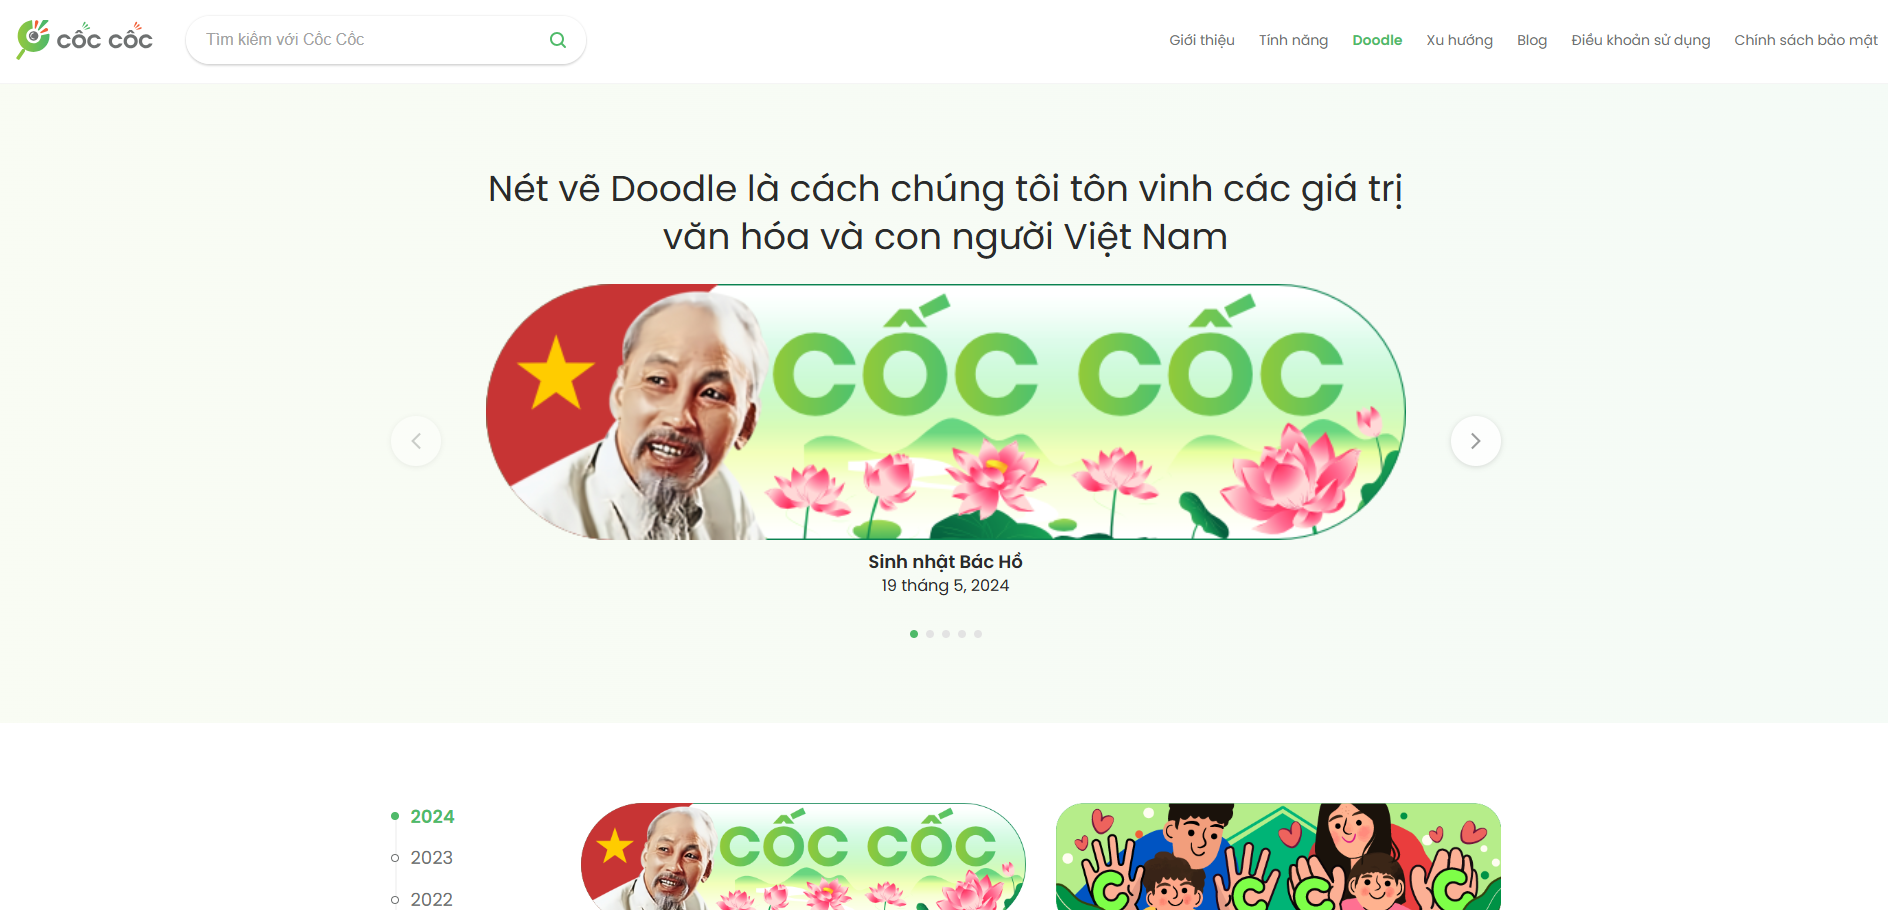 cốc cốc
Tìm kiếm với Cốc Cốc
Giới thiệu
Tính năng
Doodle
Xu hướng
Blog
Điều khoản sử dụng
Chính sách bảo mật
Nét vẽ Doodle là cách chúng tôi tôn vinh các giá trị
văn hóa và con người Việt Nam
cốc cốc
Sinh nhật Bác Hồ
19 tháng 5, 2024
2024
2023
2022
cốc cốc
C C C C